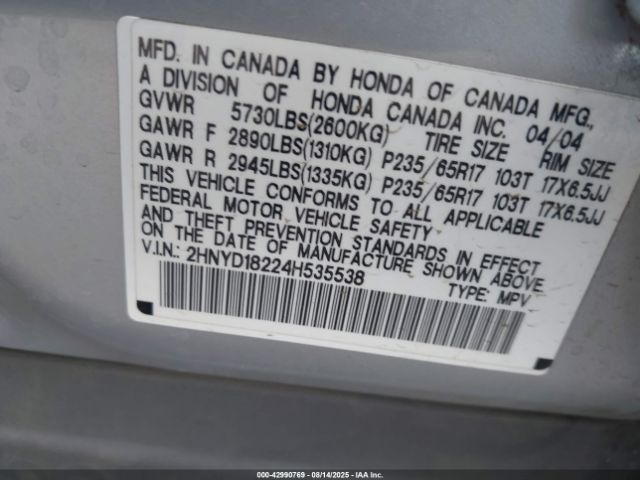 MFD. IN CANADA BY HONDA OF CANADA MFG.,
A DIVISION OF HONDA CANADA INC. 04/04
GVWR 5730LBS(2600KG) TIRE SIZE RIM SIZE
GAWR F 2890LBS(1310KG) P235/65R17 103T 17X6.5JJ
GAWR R 2945LBS(1335KG) P235/65R17 103T 17X6.5JJ
THIS VEHICLE CONFORMS TO ALL APPLICABLE
FEDERAL MOTOR VEHICLE SAFETY
AND THEFT PREVENTION STANDARDS IN EFFECT
ON THE DATE OF MANUFACTURE SHOWN ABOVE.
V.I.N.: 2HNYD18224H535538 TYPE: MPV
000-42990769 - 08/14/2025 - IAA Inc.